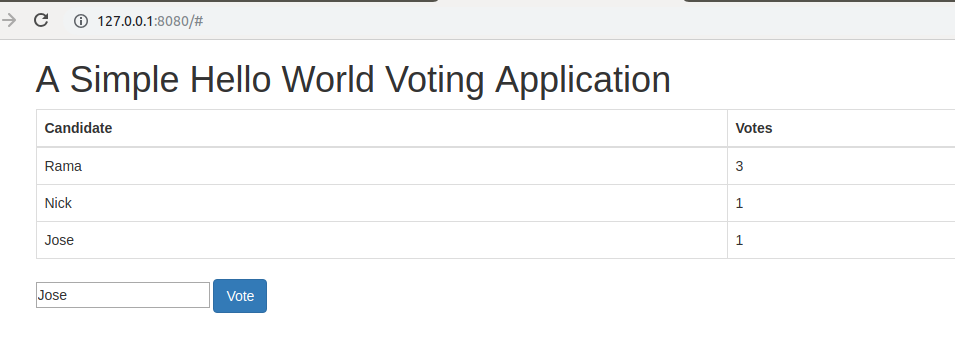 127.0.0.1:8080/#
A Simple Hello World Voting Application
Candidate Votes
Rama 3
Nick 1
Jose 1
Jose Vote